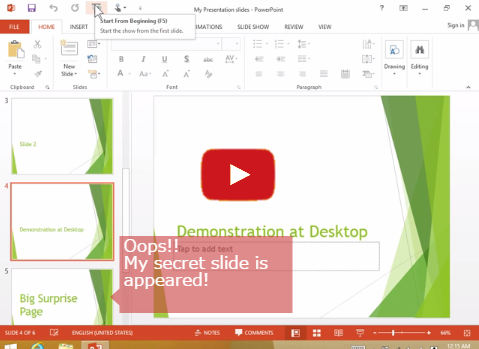 My Presentation slides - PowerPoint
Start From Beginning (F5)
Start the show from the first slide.
FILE HOME INSERT ANIMATIONS SLIDE SHOW REVIEW VIEW Sign in
Paste
New
Slide
Drawing Editing
Clipboard Slides Font Paragraph
3
Slide 2
4
Demonstration at Desktop
5
Big Surprise
Page
Demonstration at Desktop
Tap to add text
Oops!!
My secret slide is
appeared!
SLIDE 4 OF 6 ENGLISH (UNITED STATES) NOTES COMMENTS 66%
12:15 AM